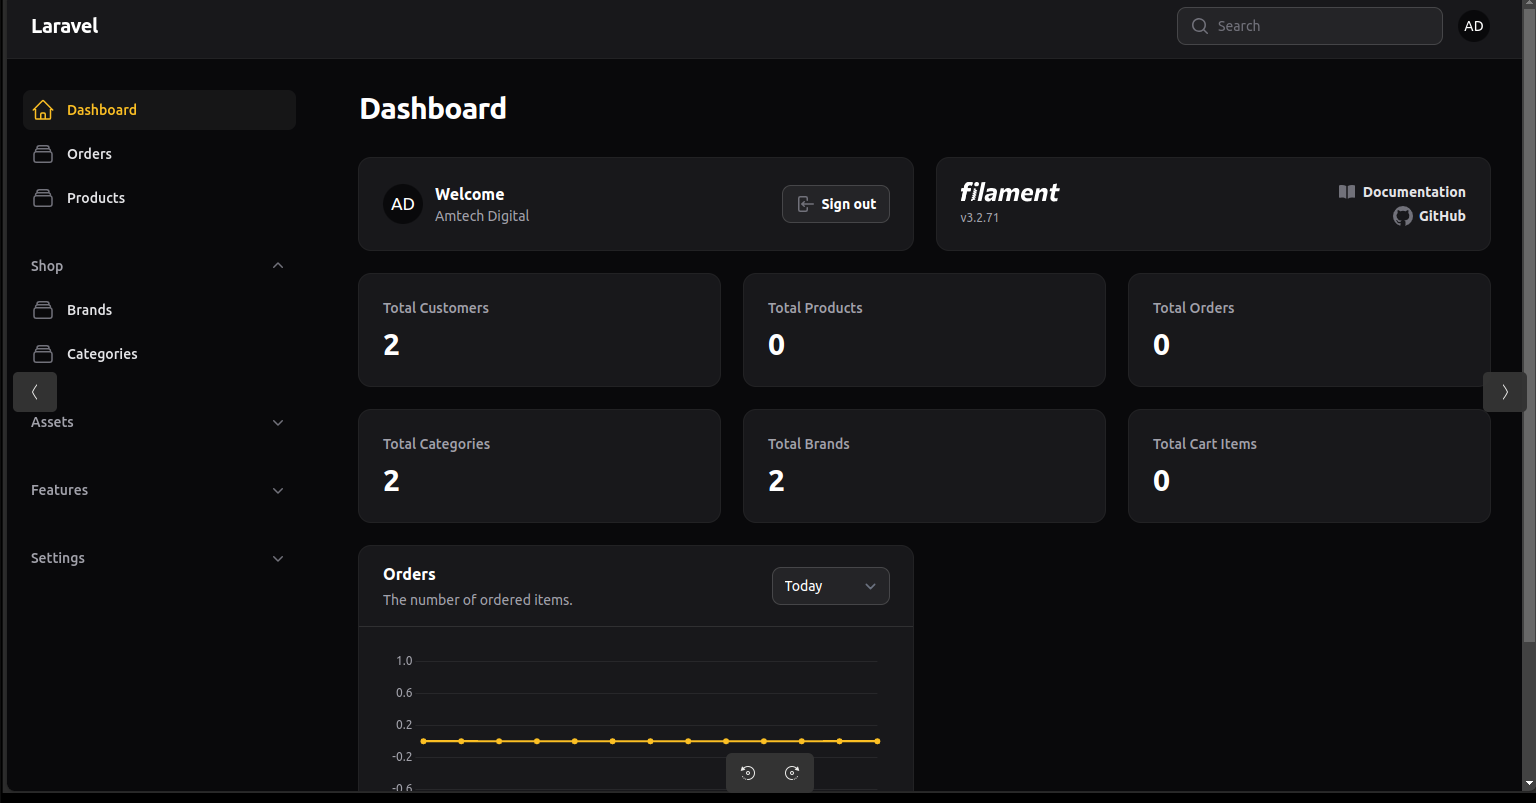 Laravel
Search
AD
Dashboard
Orders
Products
Shop
Brands
Categories
Assets
Features
Settings
Dashboard
AD
Welcome
Amtech Digital
Sign out
filament
v3.2.71
Documentation
GitHub
Total Customers
2
Total Products
0
Total Orders
0
Total Categories
2
Total Brands
2
Total Cart Items
0
Orders
The number of ordered items.
Today
1.0
0.6
0.2
-0.2
-0.6